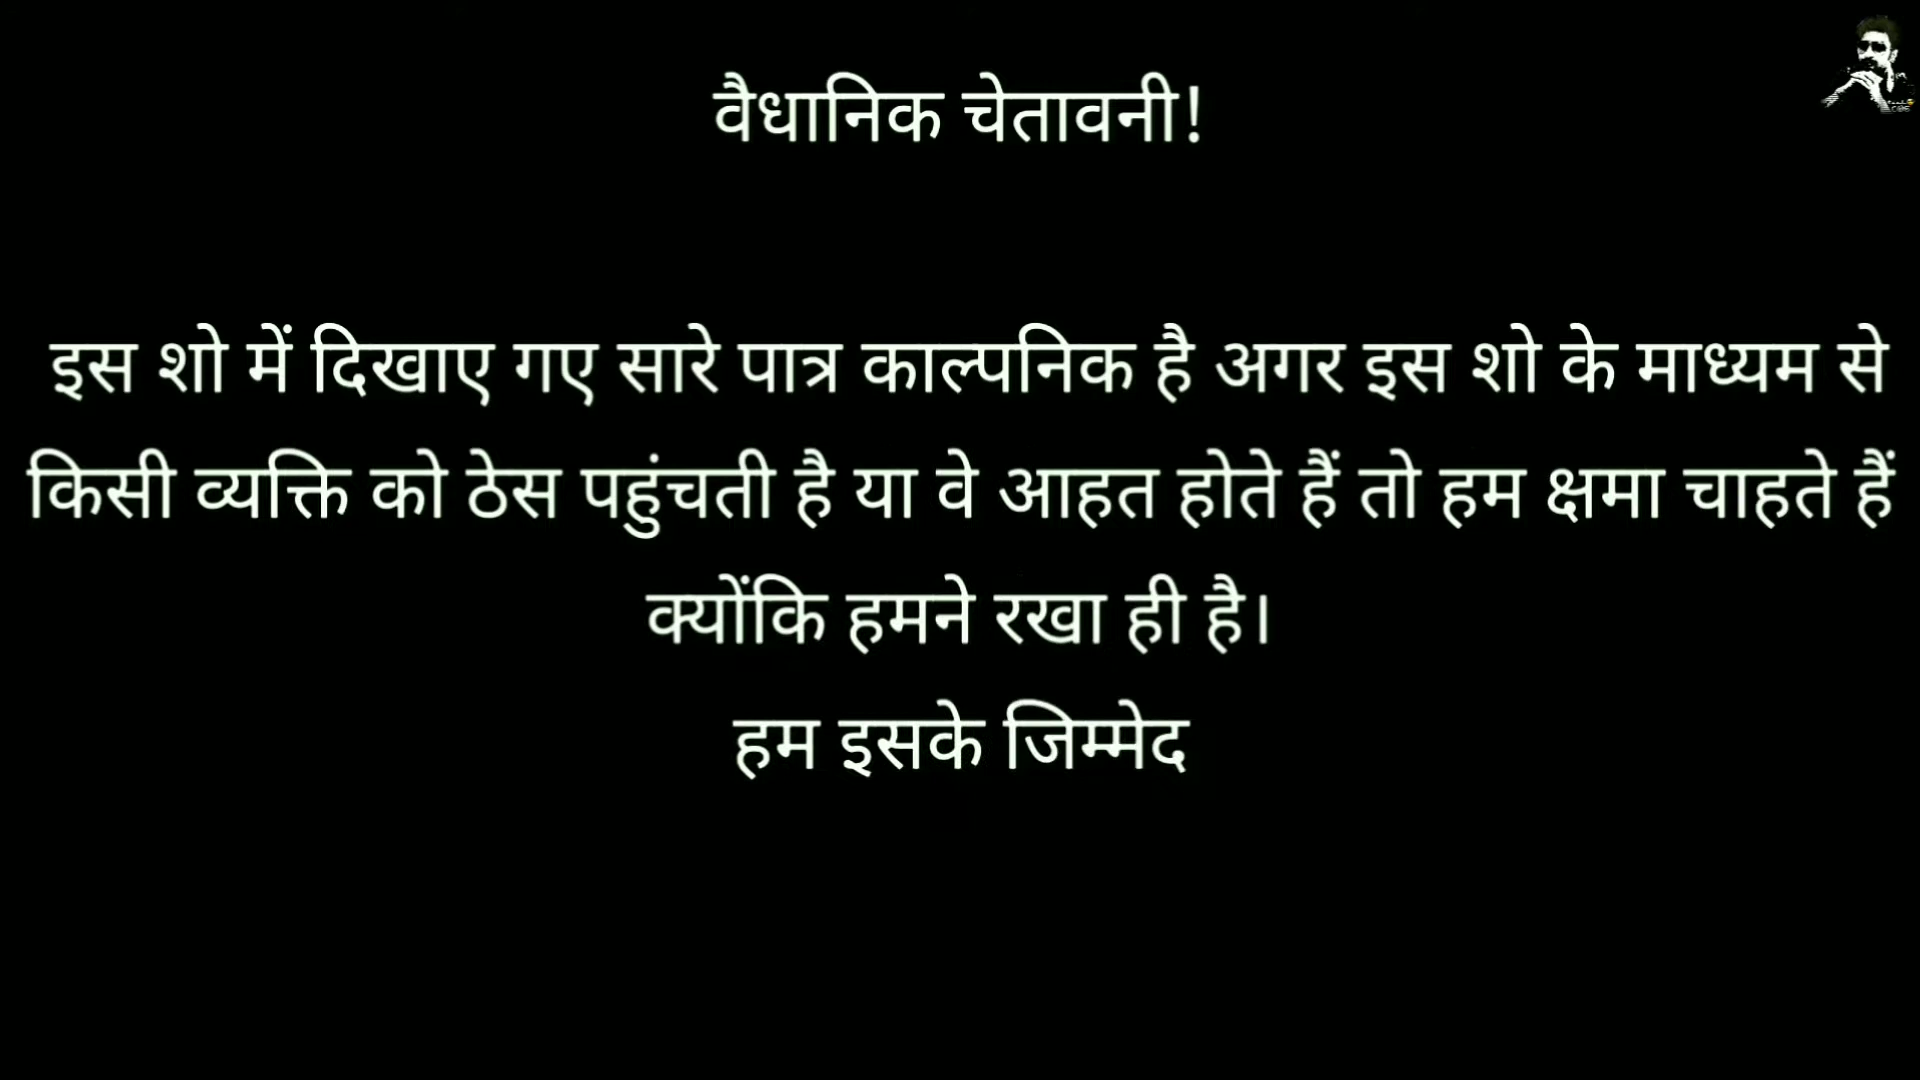 वैधानिक चेतावनी!
इस शो में दिखाए गए सारे पात्र काल्पनिक है अगर इस शो के माध्यम से
किसी व्यक्ति को ठेस पहुंचती है या वे आहत होते हैं तो हम क्षमा चाहते हैं
क्योंकि हमने रखा ही है।
हम इसके जिम्मेद